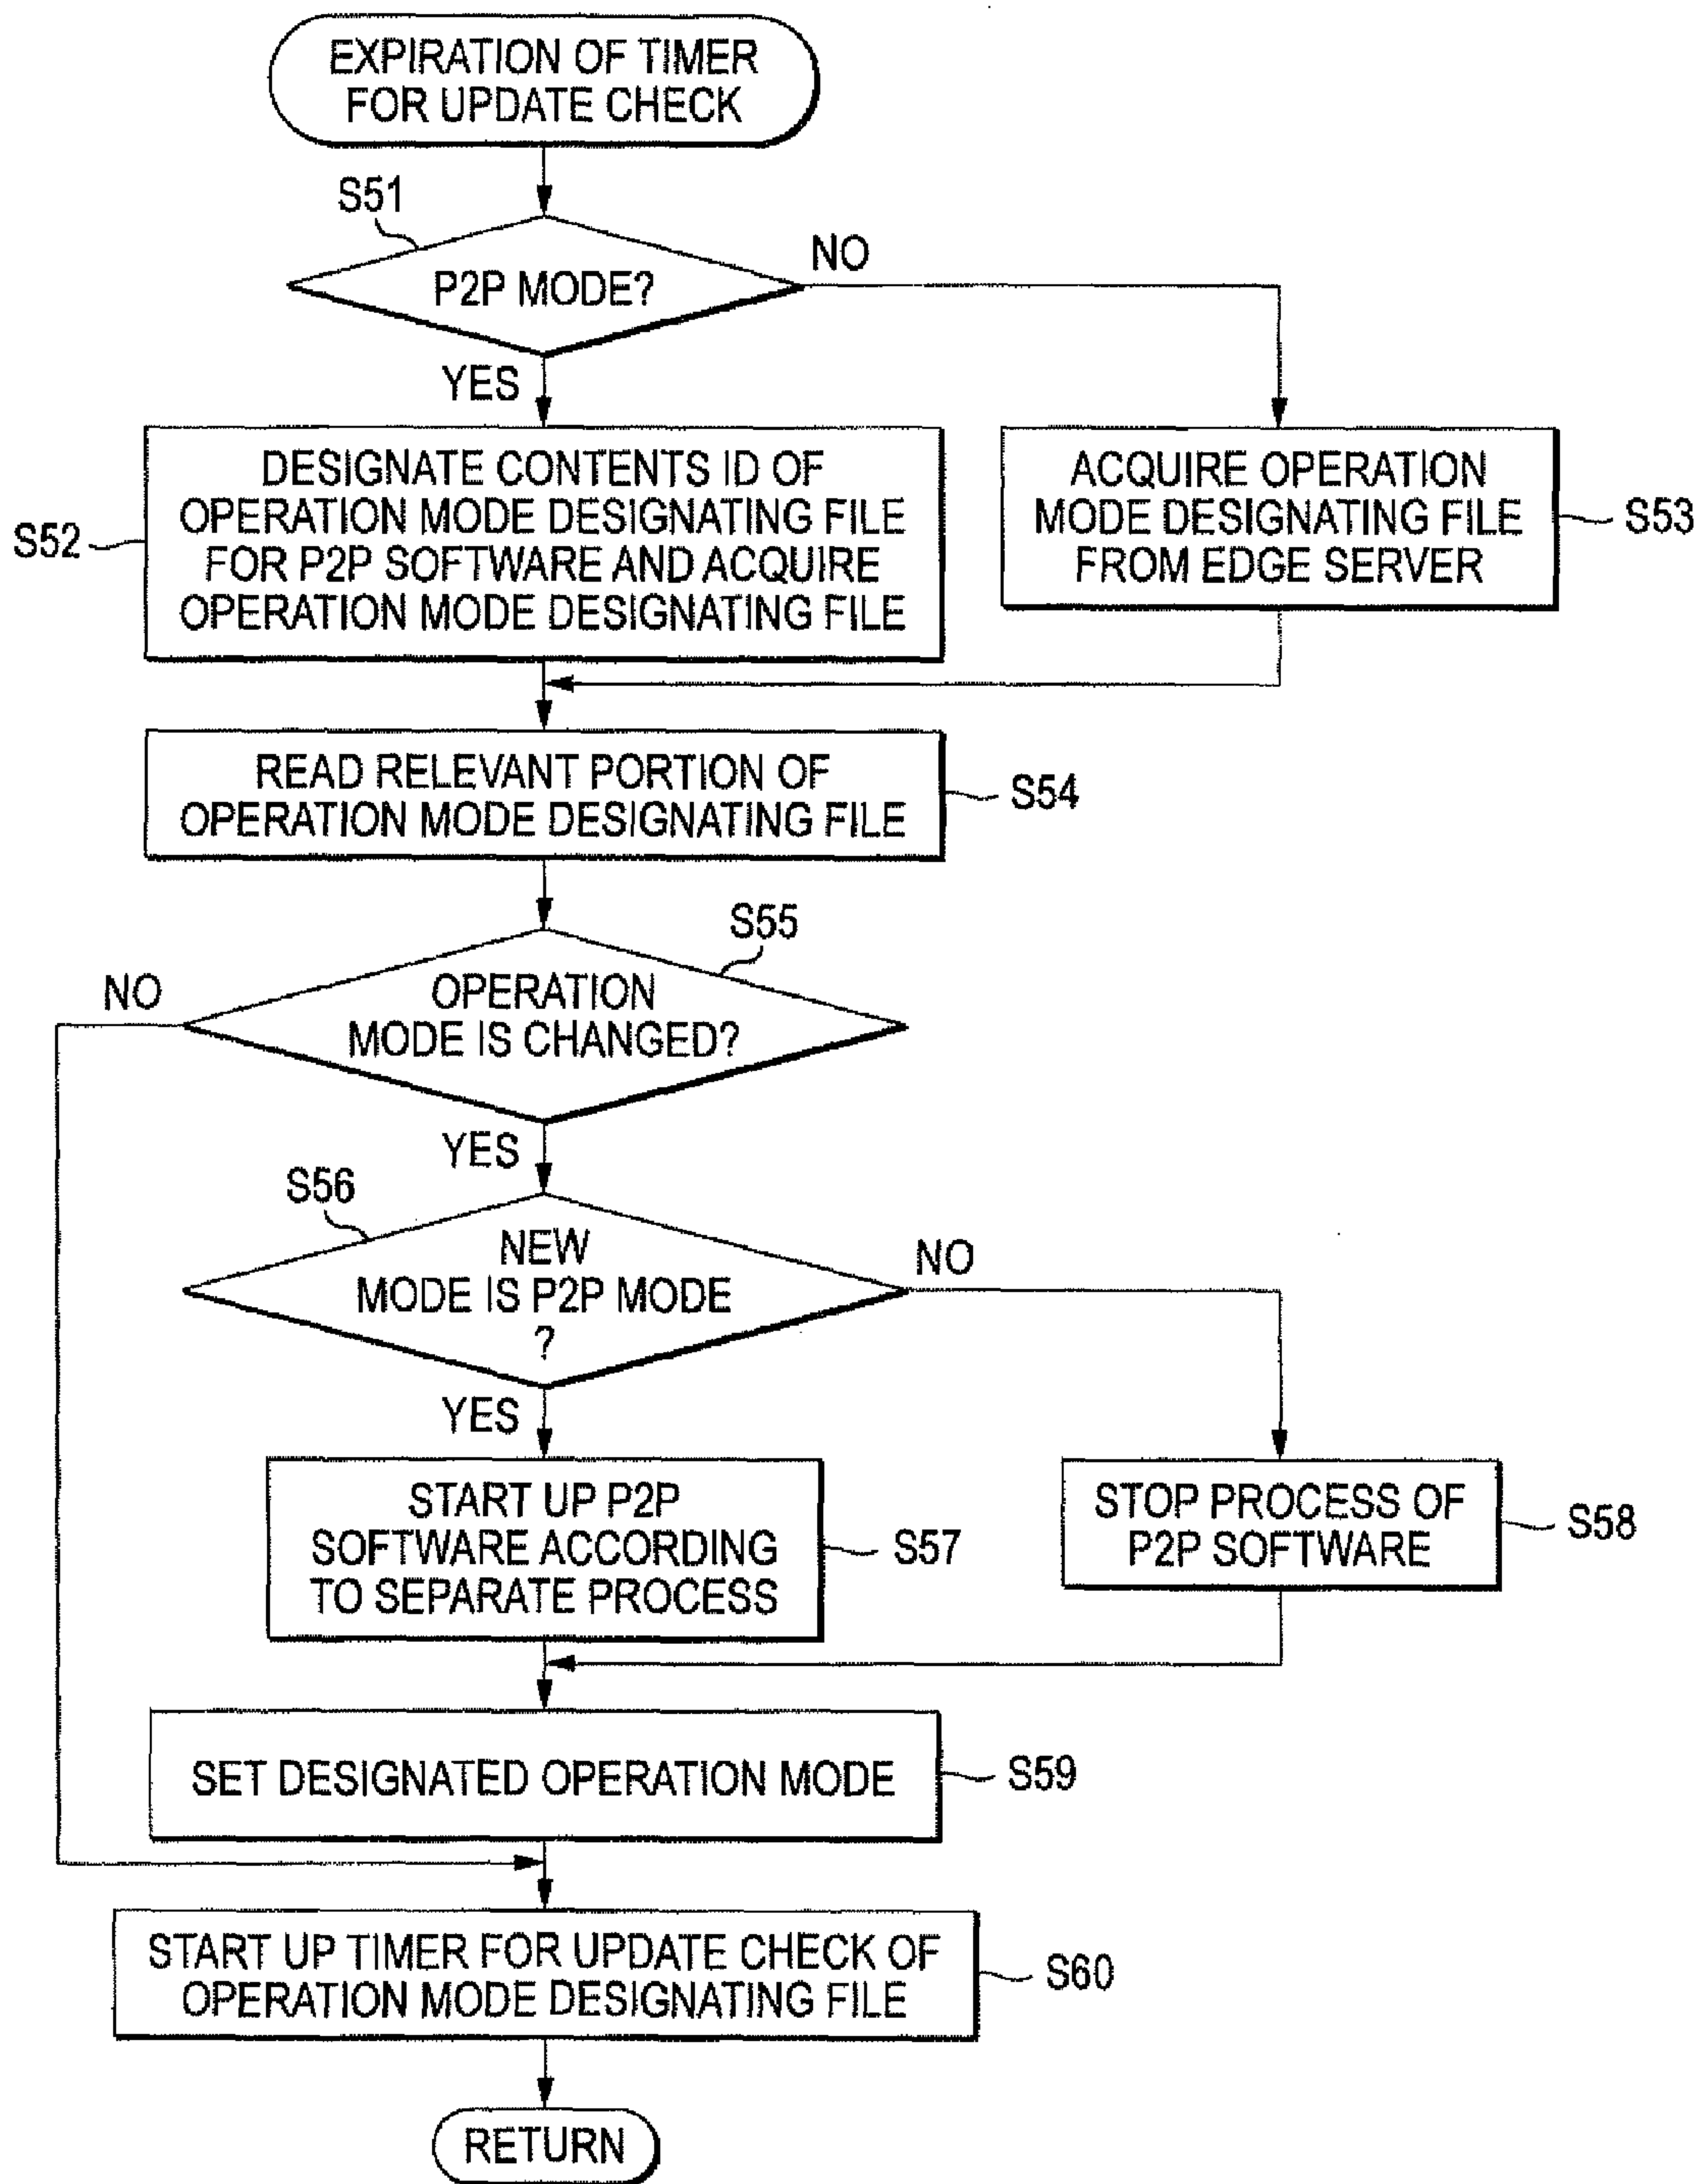 EXPIRATION OF TIMER
FOR UPDATE CHECK
S51
P2P MODE?
NO
YES
S52
DESIGNATE CONTENTS ID OF
OPERATION MODE DESIGNATING FILE
FOR P2P SOFTWARE AND ACQUIRE
OPERATION MODE DESIGNATING FILE
ACQUIRE OPERATION
MODE DESIGNATING FILE
FROM EDGE SERVER
S53
READ RELEVANT PORTION OF
OPERATION MODE DESIGNATING FILE
S54
S55
NO
OPERATION
MODE IS CHANGED?
YES
S56
NEW
MODE IS P2P MODE
?
NO
YES
START UP P2P
SOFTWARE ACCORDING
TO SEPARATE PROCESS
S57
STOP PROCESS OF
P2P SOFTWARE
S58
SET DESIGNATED OPERATION MODE
S59
START UP TIMER FOR UPDATE CHECK OF
OPERATION MODE DESIGNATING FILE
S60
RETURN